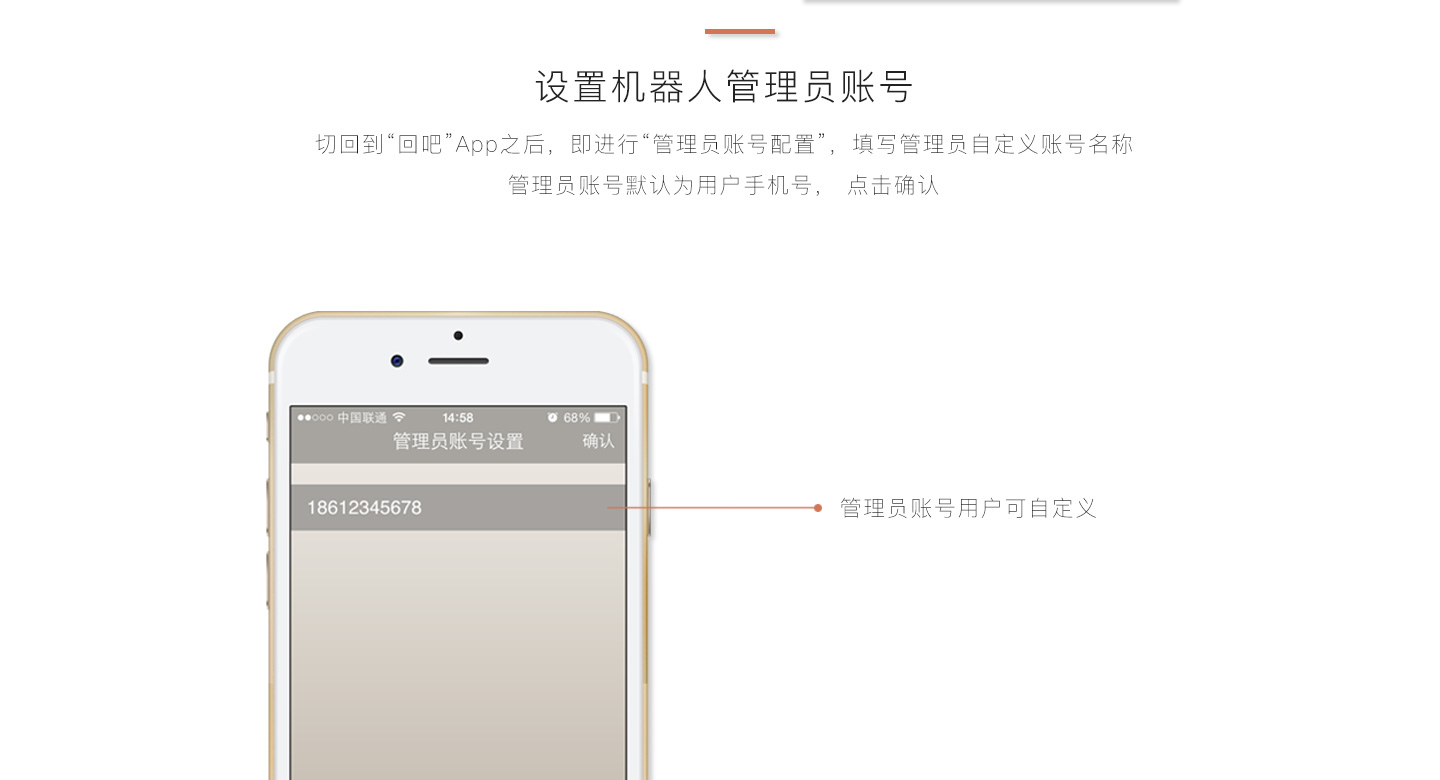 设置机器人管理员账号
切回到“回吧”App之后，即进行“管理员账号配置”，填写管理员自定义账号名称
管理员账号默认为用户手机号， 点击确认
中国联通 14:58 68%
管理员账号设置 确认
18612345678
管理员账号用户可自定义